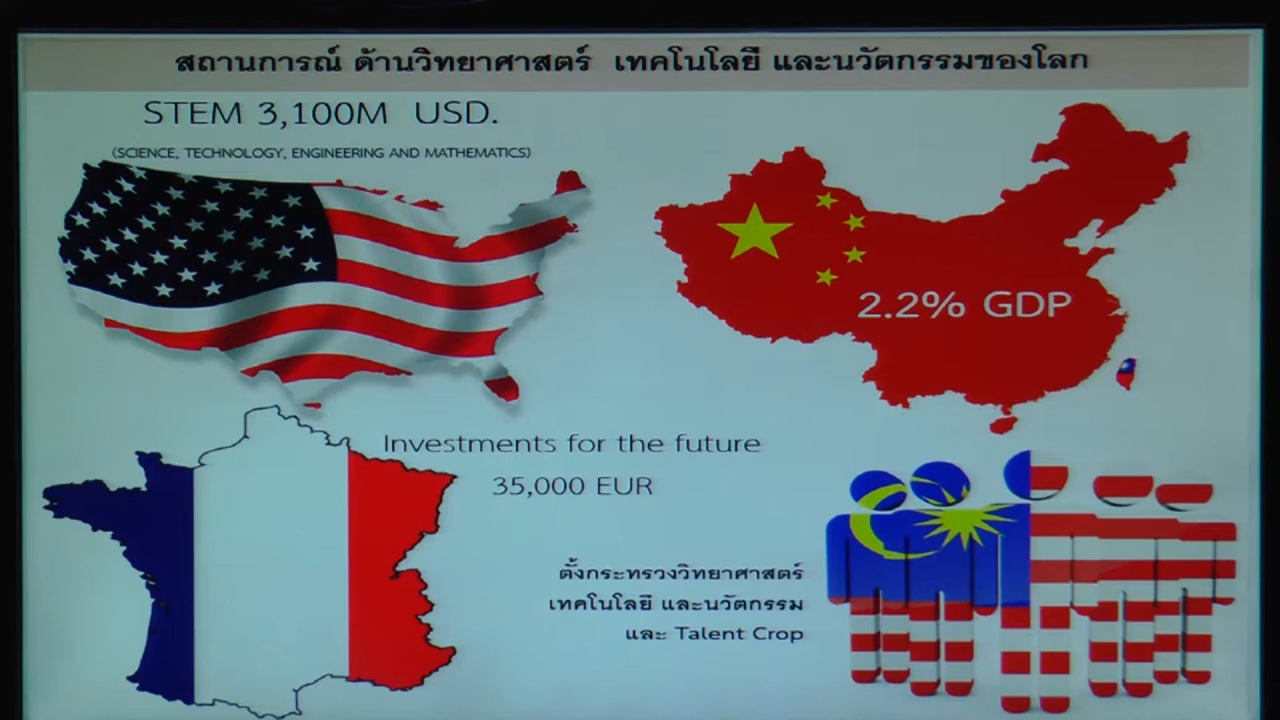 สถานการณ์ ด้านวิทยาศาสตร์ เทคโนโลยี และนวัตกรรมของโลก
STEM 3,100M USD.
(SCIENCE, TECHNOLOGY, ENGINEERING AND MATHEMATICS)
2.2% GDP
Investments for the future
35,000 EUR
ตั้งกระทรวงวิทยาศาสตร์
เทคโนโลยี และนวัตกรรม
และ Talent Crop